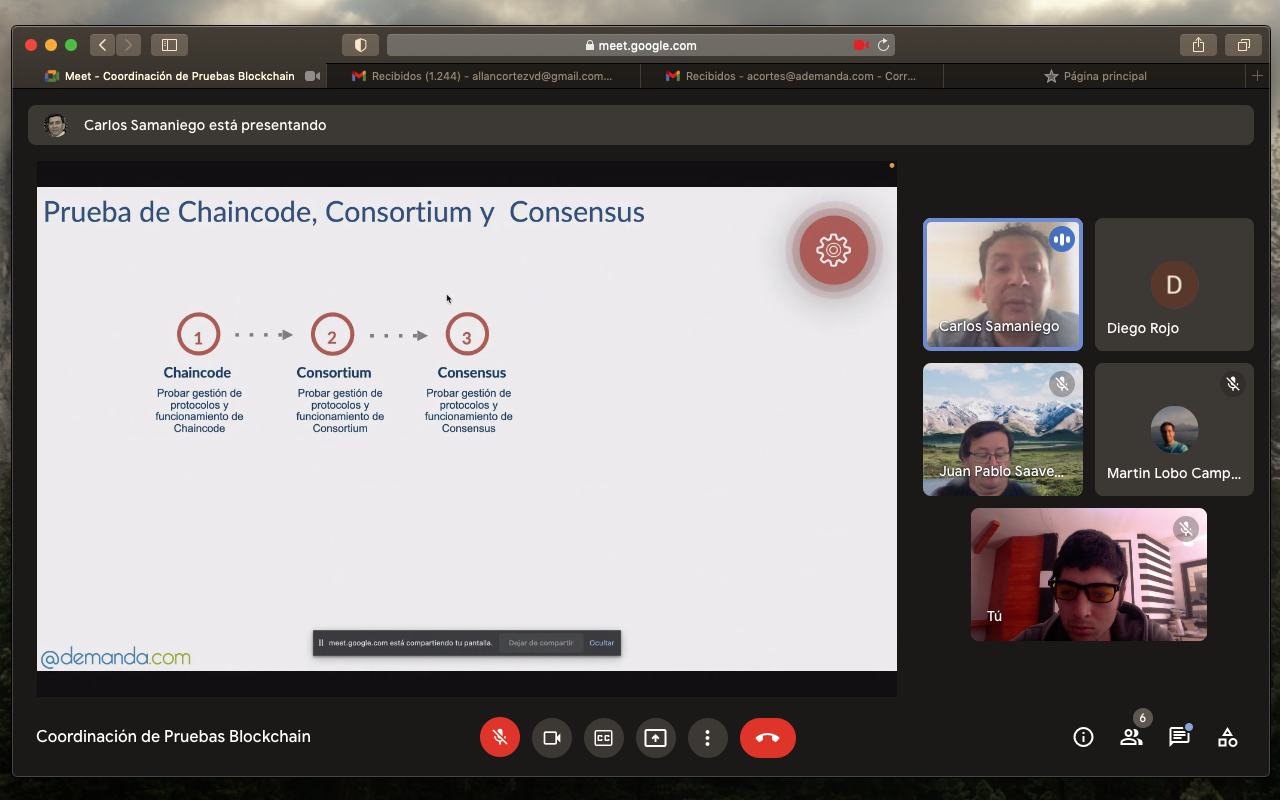 meet.google.com
Meet - Coordinación de Pruebas Blockchain
Recibidos (1.244) - allancortezvd@gmail.com...
Recibidos - acortes@ademanda.com - Corr...
Página principal
Carlos Samaniego está presentando
Prueba de Chaincode, Consortium y Consensus
1
2
3
Chaincode
Consortium
Consensus
Probar gestión de
protocolos y
funcionamiento de
Chaincode
Probar gestión de
protocolos y
funcionamiento de
Consortium
Probar gestión de
protocolos y
funcionamiento de
Consensus
meet.google.com está compartiendo tu pantalla.
Dejar de compartir
Ocultar
@demanda.com
Carlos Samaniego
D
Diego Rojo
Juan Pablo Saave...
Martin Lobo Camp...
Tú
Coordinación de Pruebas Blockchain
CC
6